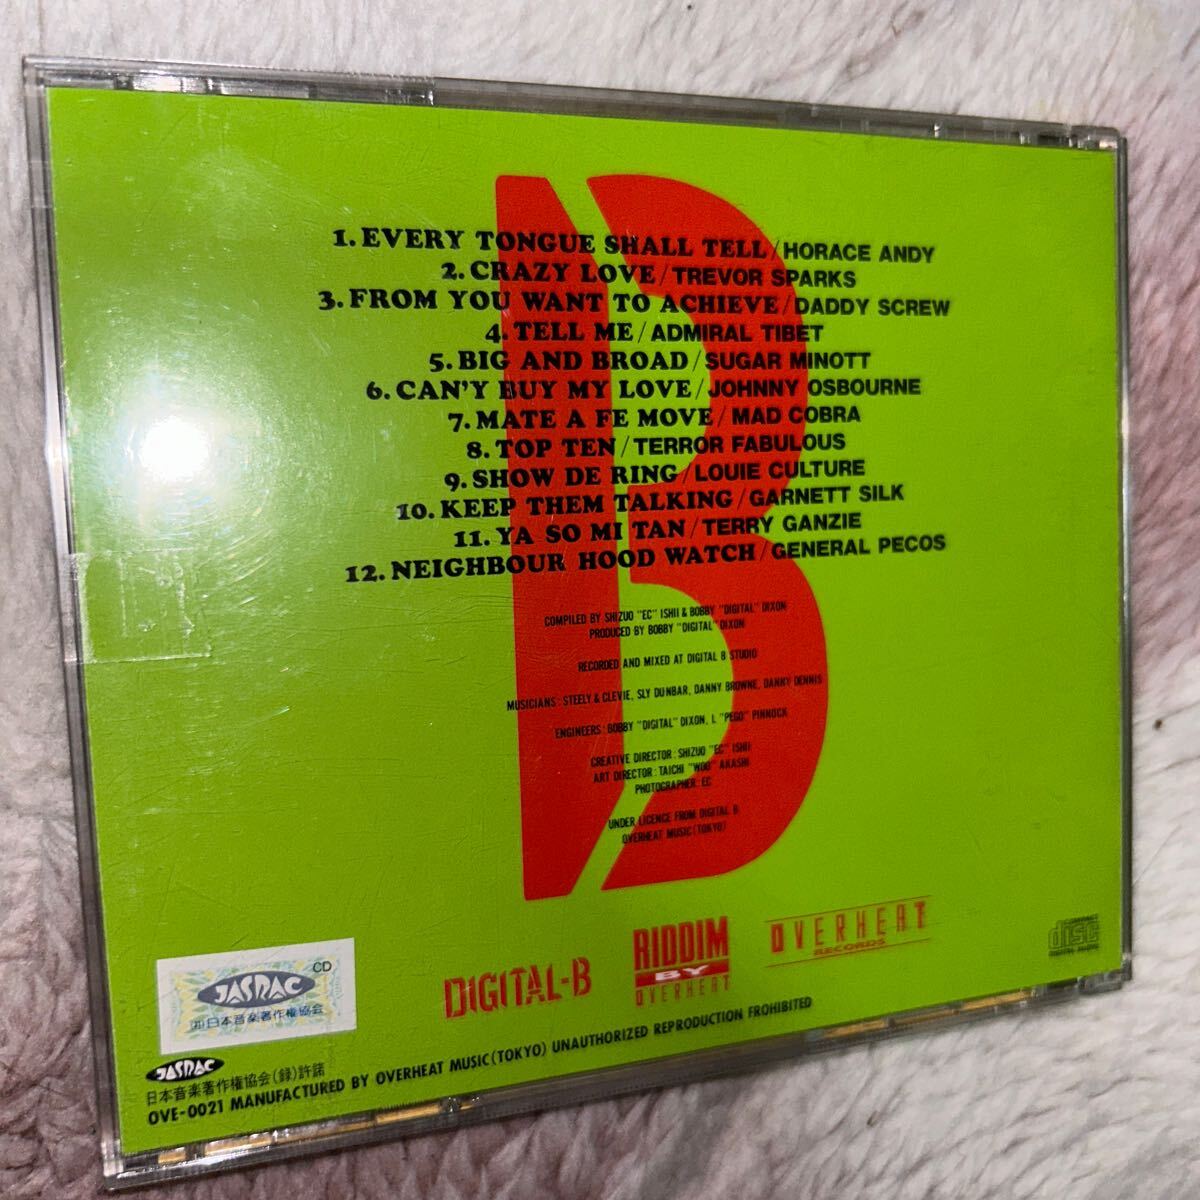 1. EVERY TONGUE SHALL TELL/HORACE ANDY
2. CRAZY LOVE/TREVOR SPARKS
3. FROM YOU WANT TO ACHIEVE/DADDY SCREW
4. TELL ME/ADMIRAL TIBET
5. BIG AND BROAD/SUGAR MINOTT
6. CAN'Y BUY MY LOVE/JOHNNY OSBOURNE
7. MATE A FE MOVE/MAD COBRA
8. TOP TEN/TERROR FABULOUS
9. SHOW DE RING/LOUIE CULTURE
10. KEEP THEM TALKING/GARNETT SILK
11. YA SO MI TAN/TERRY GANZIE
12. NEIGHBOUR HOOD WATCH/GENERAL PECOS
COMPILED BY SHIZUO "EC" ISHII & BOBBY "DIGITAL" DIXON
PRODUCED BY BOBBY "DIGITAL" DIXON
RECORDED AND MIXED AT DIGITAL B STUDIO
MUSICIANS: STEELY & CLEVIE, SLY DUNBAR, DANNY BROWNE, DANNY DENNIS
ENGINEERS: BOBBY "DIGITAL" DIXON, L "PEGO" PINNOCK
CREATIVE DIRECTOR: SHIZUO "EC" ISHII
ART DIRECTOR: TAICHI "WOO" AKASHI
PHOTOGRAPHER: EC
UNDER LICENCE FROM DIGITAL B
OVERHEAT MUSIC (TOKYO)
B
DIGITAL-B
RIDDIM
BY
OVERHEAT
OVERHEAT
RECORDS
COMPACT
disc
DIGITAL AUDIO
CD
JASRAC
(社)日本音楽著作権協会
JASRAC
日本音楽著作権協会(録)許諾
OVE-0021 MANUFACTURED BY OVERHEAT MUSIC(TOKYO) UNAUTHORIZED REPRODUCTION FROHIBITED